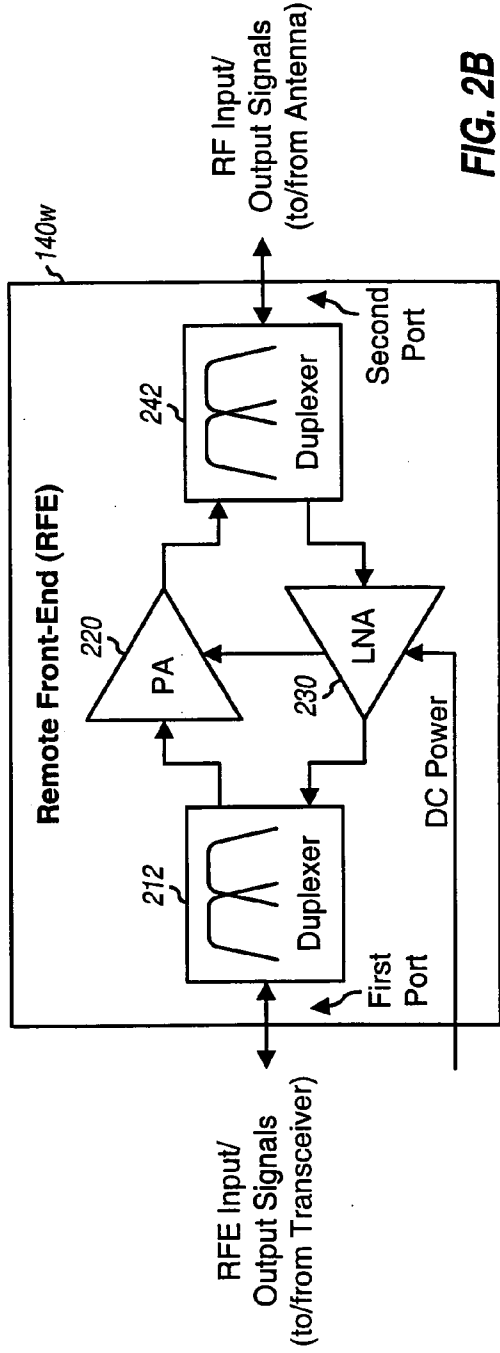 140w
Remote Front-End (RFE)
220
PA
212
Duplexer
242
Duplexer
230
LNA
First
Port
Second
Port
DC Power
RFE Input/
Output Signals
(to/from Transceiver)
RF Input/
Output Signals
(to/from Antenna)
FIG. 2B